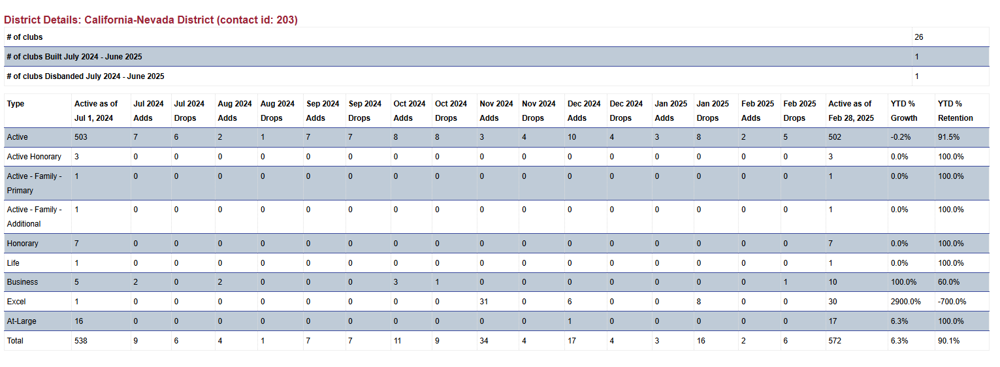 District Details: California-Nevada District (contact id: 203)
# of clubs 26
# of clubs Built July 2024 - June 2025 1
# of clubs Disbanded July 2024 - June 2025 1
Type Active as of Jul 2024 Jul 2024 Aug 2024 Aug 2024 Sep 2024 Sep 2024 Oct 2024 Oct 2024 Nov 2024 Nov 2024 Dec 2024 Dec 2024 Jan 2025 Jan 2025 Feb 2025 Feb 2025 Active as of YTD % YTD %
Jul 1, 2024 Adds Drops Adds Drops Adds Drops Adds Drops Adds Drops Adds Drops Adds Drops Adds Drops Feb 28, 2025 Growth Retention
Active 503 7 6 2 1 7 7 8 8 3 4 10 4 3 8 2 5 502 -0.2% 91.5%
Active Honorary 3 0 0 0 0 0 0 0 0 0 0 0 0 0 0 0 0 3 0.0% 100.0%
Active - Family - 1 0 0 0 0 0 0 0 0 0 0 0 0 0 0 0 0 1 0.0% 100.0%
Primary
Active - Family - 1 0 0 0 0 0 0 0 0 0 0 0 0 0 0 0 0 1 0.0% 100.0%
Additional
Honorary 7 0 0 0 0 0 0 0 0 0 0 0 0 0 0 0 0 7 0.0% 100.0%
Life 1 0 0 0 0 0 0 0 0 0 0 0 0 0 0 0 0 1 0.0% 100.0%
Business 5 2 0 2 0 0 0 3 1 0 0 0 0 0 0 0 1 10 100.0% 60.0%
Excel 1 0 0 0 0 0 0 0 0 31 0 6 0 0 8 0 0 30 2900.0% -700.0%
At-Large 16 0 0 0 0 0 0 0 0 0 0 1 0 0 0 0 0 17 6.3% 100.0%
Total 538 9 6 4 1 7 7 11 9 34 4 17 4 3 16 2 6 572 6.3% 90.1%